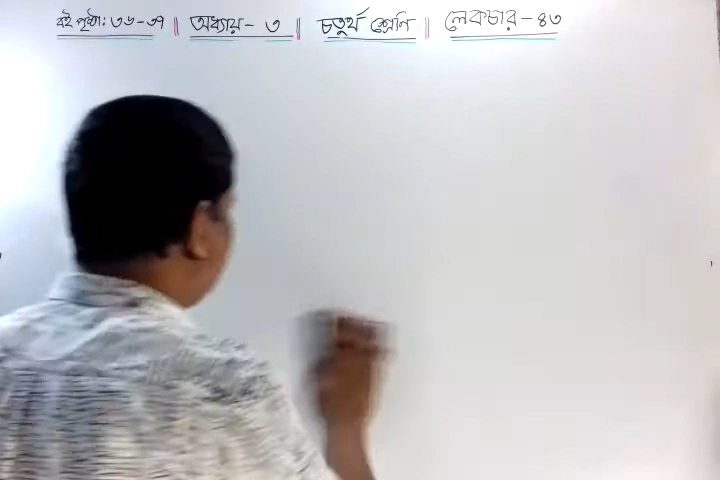 বই পৃষ্ঠা: ৩৬-৩৭ || অধ্যায়- ৩ || চতুর্থ শ্রেণি || লেকচার-৪৩